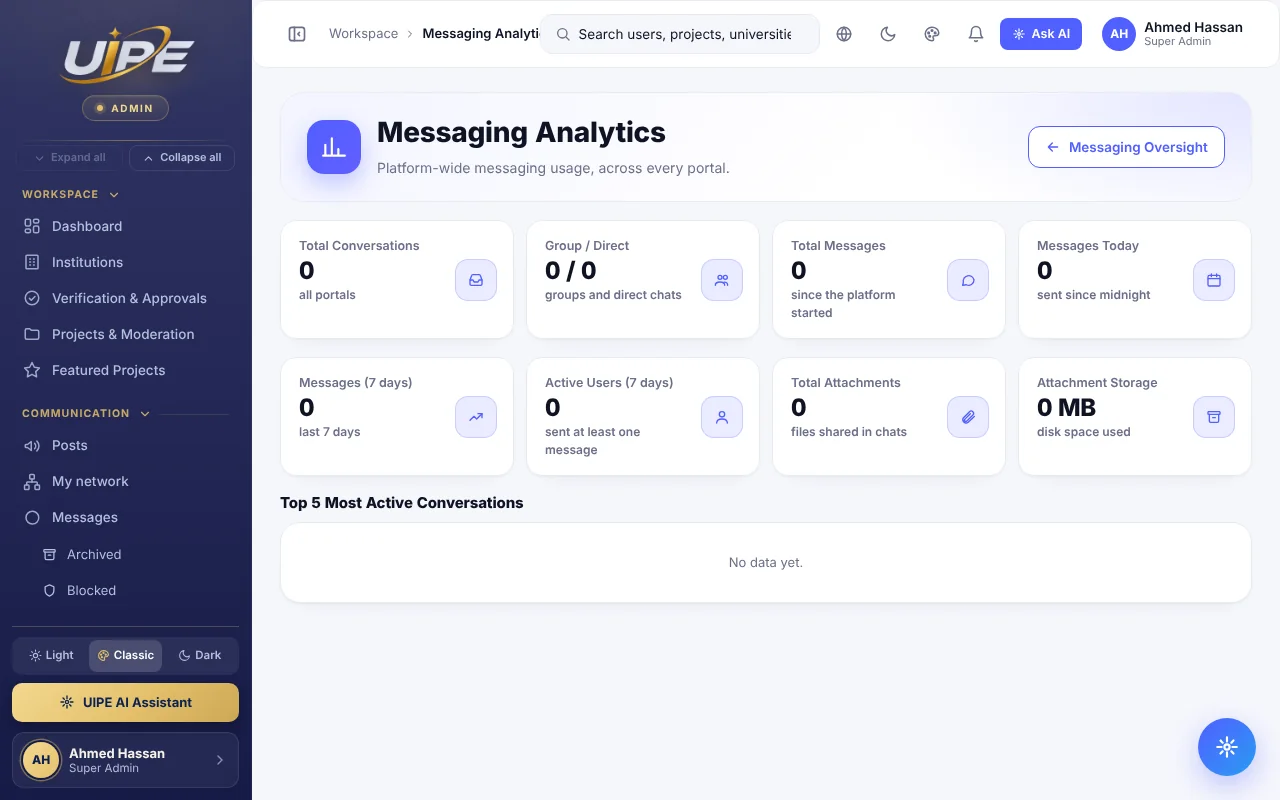 UIPE
ADMIN
Expand all
Collapse all
WORKSPACE
Dashboard
Institutions
Verification & Approvals
Projects & Moderation
Featured Projects
COMMUNICATION
Posts
My network
Messages
Archived
Blocked
Light
Classic
Dark
UIPE AI Assistant
AH
Ahmed Hassan
Super Admin
Workspace
Messaging Analyti
Search users, projects, universitie
Ask AI
AH
Ahmed Hassan
Super Admin
Messaging Analytics
Platform-wide messaging usage, across every portal.
Messaging Oversight
Total Conversations
0
all portals
Group / Direct
0 / 0
groups and direct chats
Total Messages
0
since the platform
started
Messages Today
0
sent since midnight
Messages (7 days)
0
last 7 days
Active Users (7 days)
0
sent at least one
message
Total Attachments
0
files shared in chats
Attachment Storage
0 MB
disk space used
Top 5 Most Active Conversations
No data yet.